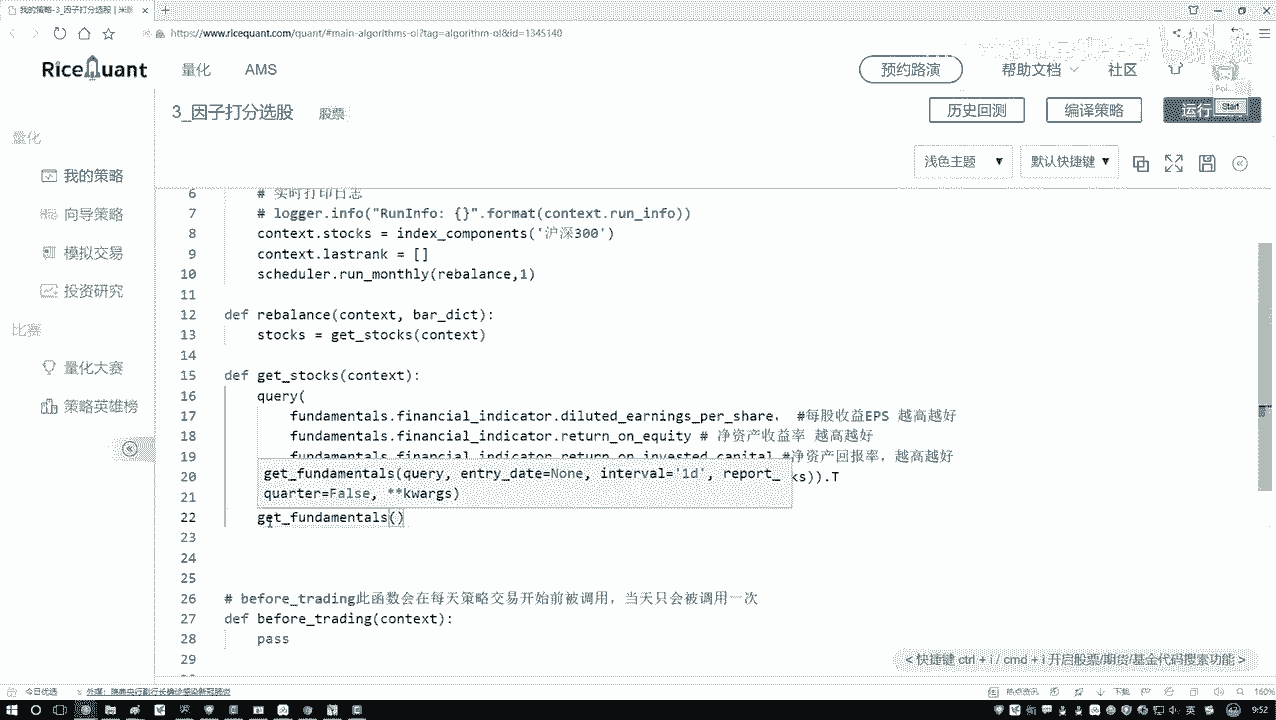 我的策略-3_因子打分选股 | 米
https://www.ricequant.com/quant/#main-algorithms-ol?tag=algorithm-ol&id=1345140
RiceQuant 量化 AMS 预约路演 帮助文档 社区
3_因子打分选股 股票 历史回测 编译策略 运行 Start
浅色主题 默认快捷键
量化
我的策略
向导策略
模拟交易
投资研究
比赛
量化大赛
策略英雄榜
6 # 实时打印日志
7 # logger.info("RunInfo: {}".format(context.run_info))
8 context.stocks = index_components('沪深300')
9 context.lastrank = []
10 scheduler.run_monthly(rebalance,1)
11
12 def rebalance(context, bar_dict):
13 stocks = get_stocks(context)
14
15 def get_stocks(context):
16 query(
17 fundamentals.financial_indicator.diluted_earnings_per_share, #每股收益EPS 越高越好
18 fundamentals.financial_indicator.return_on_equity # 净资产收益率 越高越好
19 fundamentals.financial_indicator.return_on_invested_capital #净资产回报率，越高越好
20 ks)).T
get_fundamentals(query, entry_date=None, interval='1d', report_
quarter=False, **kwargs)
21
22 get_fundamentals()
23
24
25
26 # before_trading此函数会在每天策略交易开始前被调用，当天只会被调用一次
27 def before_trading(context):
28 pass
29
< 快捷键 ctrl + i / cmd + i 开启股票/期货/基金代码搜索功能 >
今日优选 热点资讯 下载 160%
9:52